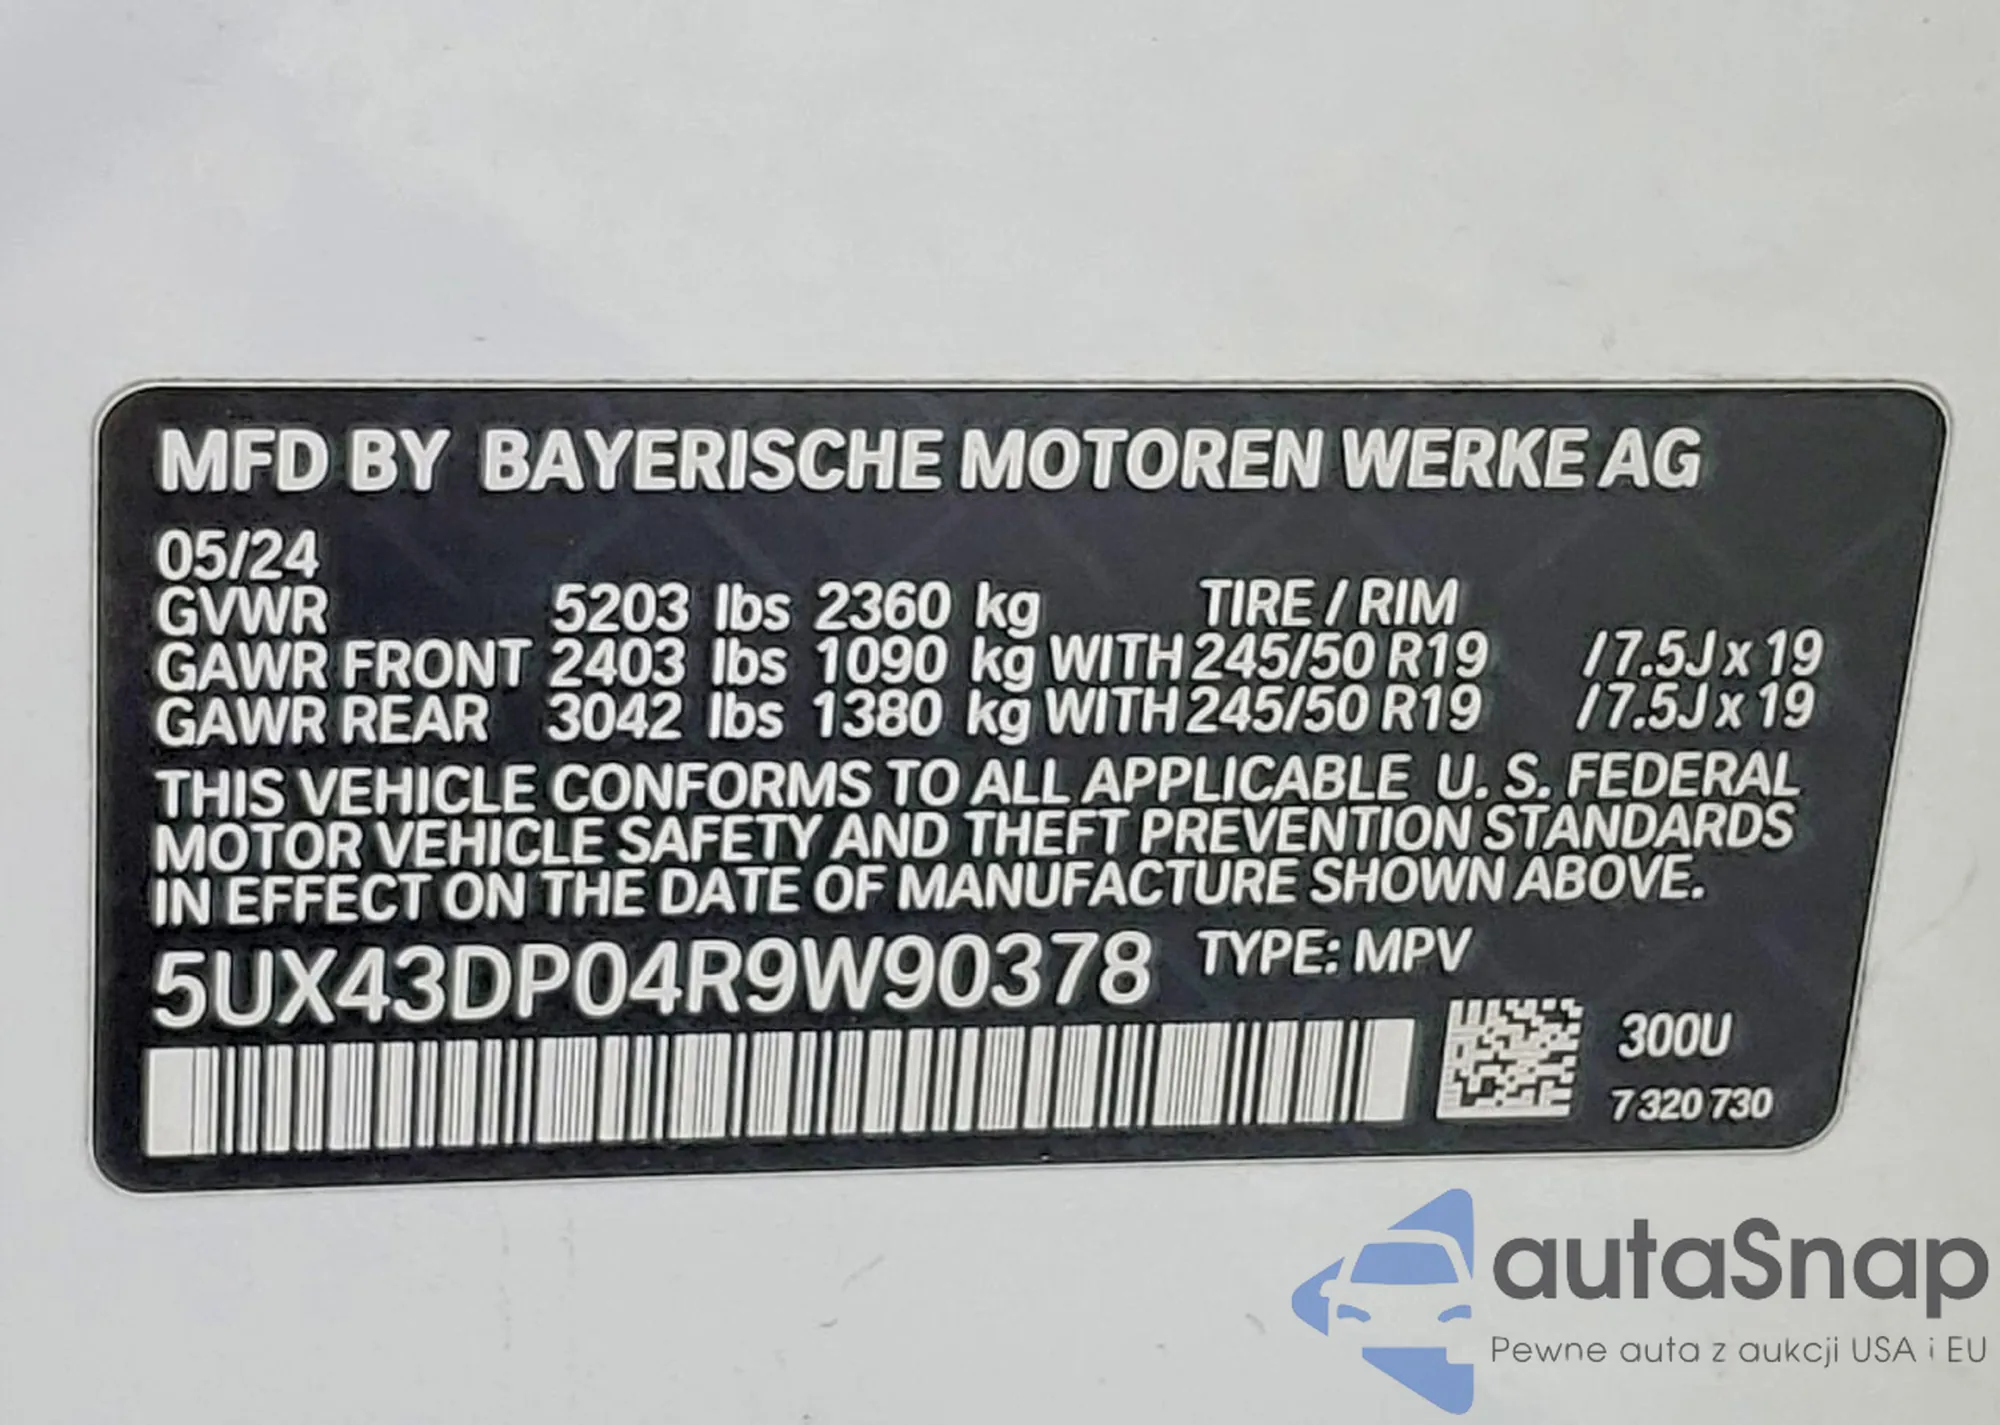 MFD BY BAYERISCHE MOTOREN WERKE AG
05/24
GVWR 5203 lbs 2360 kg TIRE / RIM
GAWR FRONT 2403 lbs 1090 kg WITH 245/50 R19 /7.5J x 19
GAWR REAR 3042 lbs 1380 kg WITH 245/50 R19 /7.5J x 19
THIS VEHICLE CONFORMS TO ALL APPLICABLE U. S. FEDERAL
MOTOR VEHICLE SAFETY AND THEFT PREVENTION STANDARDS
IN EFFECT ON THE DATE OF MANUFACTURE SHOWN ABOVE.
5UX43DP04R9W90378 TYPE: MPV
300U
7 320 730
autaSnap
Pewne auta z aukcji USA i EU